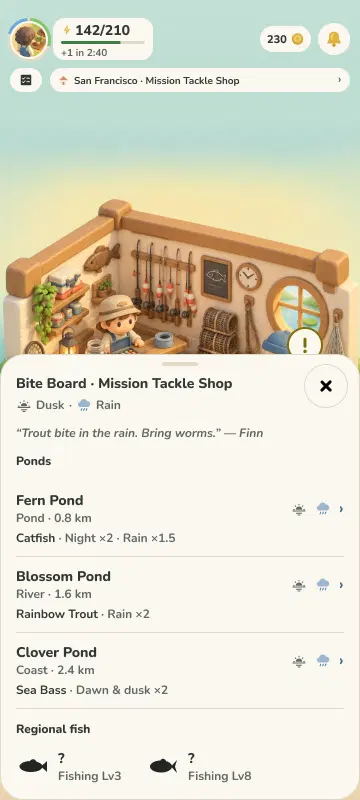 142/210
+1 in 2:40
230
San Francisco · Mission Tackle Shop ›
Bite Board · Mission Tackle Shop
Dusk · Rain
“Trout bite in the rain. Bring worms.” — Finn
Ponds
Fern Pond
Pond · 0.8 km
Catfish · Night ×2 · Rain ×1.5
Blossom Pond
River · 1.6 km
Rainbow Trout · Rain ×2
Clover Pond
Coast · 2.4 km
Sea Bass · Dawn & dusk ×2
Regional fish
? ?
Fishing Lv3 Fishing Lv8